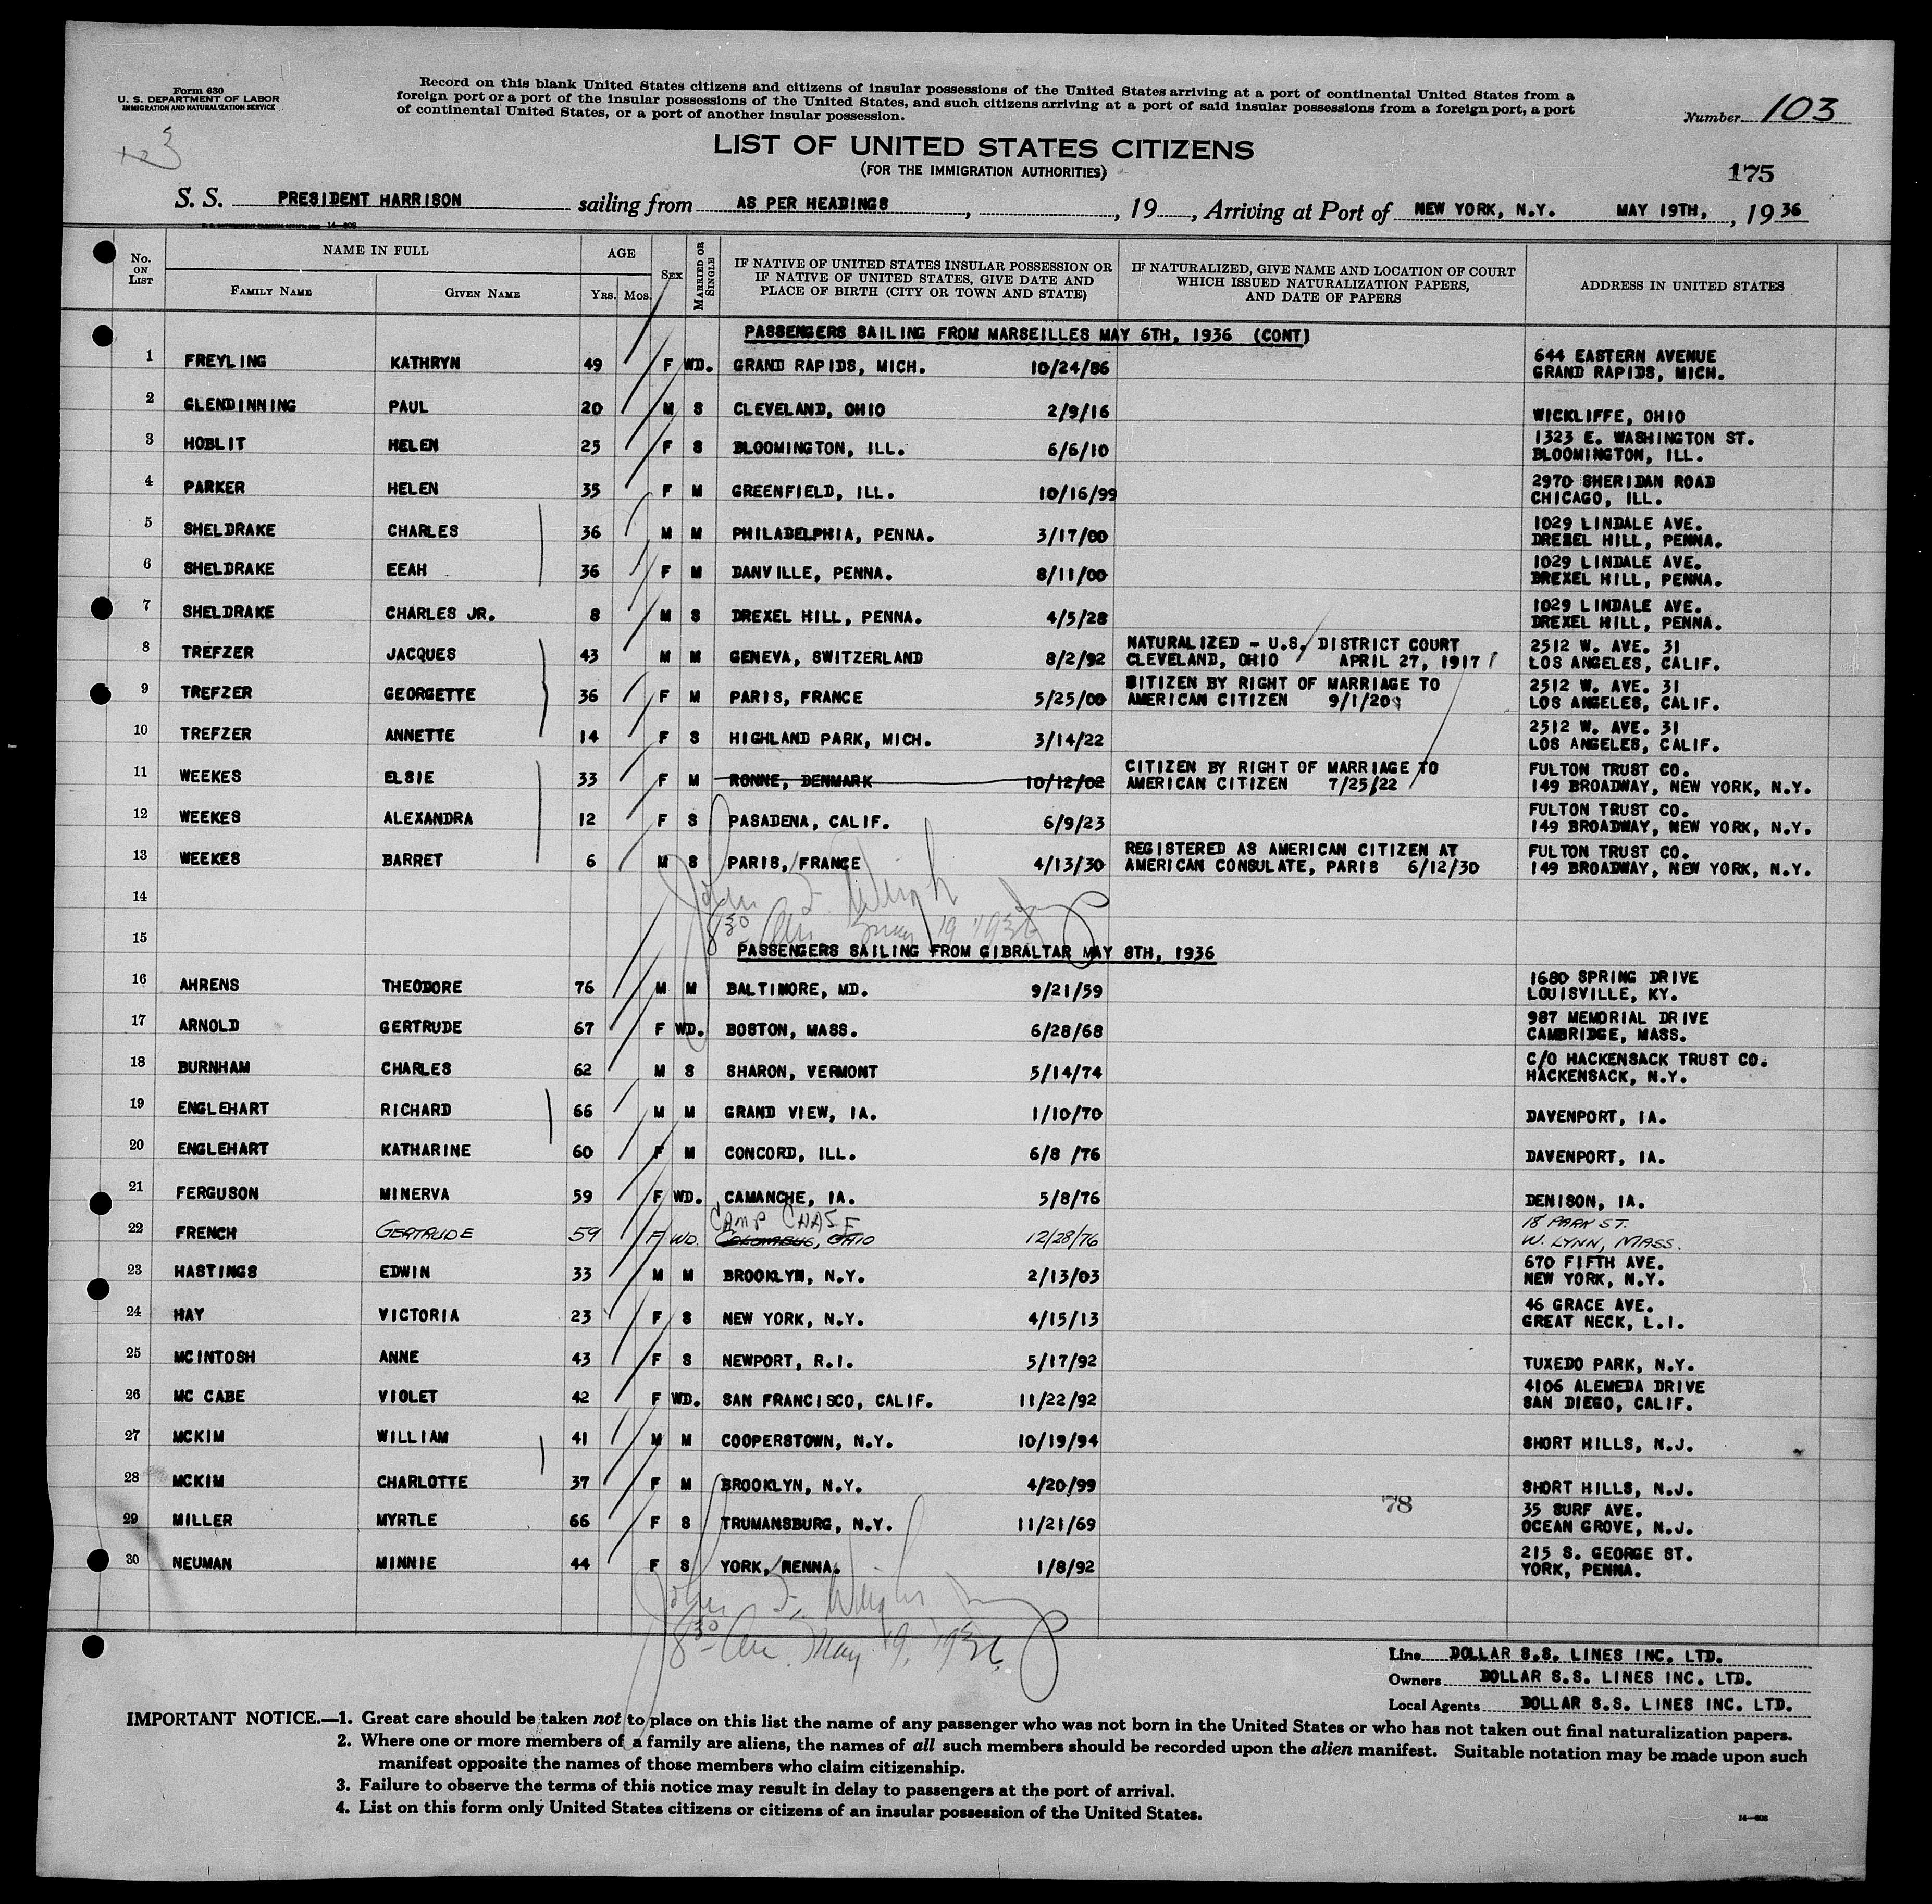 Form 630
U. S. DEPARTMENT OF LABOR
IMMIGRATION AND NATURALIZATION SERVICE
Record on this blank United States citizens and citizens of insular possessions of the United States arriving at a port of continental United States from a
foreign port or a port of the insular possessions of the United States, and such citizens arriving at a port of said insular possessions from a foreign port, a port
of continental United States, or a port of another insular possession.
Number 103
LIST OF UNITED STATES CITIZENS
(FOR THE IMMIGRATION AUTHORITIES)
175
S. S. PRESIDENT HARRISON sailing from AS PER HEADINGS, , 19 , Arriving at Port of NEW YORK, N.Y. MAY 19TH, , 1936
No. ON LIST NAME IN FULL FAMILY NAME GIVEN NAME AGE YRS. MOS. SEX MARRIED OR SINGLE
IF NATIVE OF UNITED STATES INSULAR POSSESSION OR IF NATIVE OF UNITED STATES, GIVE DATE AND PLACE OF BIRTH (CITY OR TOWN AND STATE)
IF NATURALIZED, GIVE NAME AND LOCATION OF COURT WHICH ISSUED NATURALIZATION PAPERS, AND DATE OF PAPERS
ADDRESS IN UNITED STATES
PASSENGERS SAILING FROM MARSEILLES MAY 6TH, 1936 (CONT)
1 FREYLING KATHRYN 49 F WD. GRAND RAPIDS, MICH. 10/24/86 644 EASTERN AVENUE GRAND RAPIDS, MICH.
2 GLENDINNING PAUL 20 M S CLEVELAND, OHIO 2/9/16 WICKLIFFE, OHIO
3 HOBLIT HELEN 25 F S BLOOMINGTON, ILL. 6/6/10 1323 E. WASHINGTON ST. BLOOMINGTON, ILL.
4 PARKER HELEN 35 F M GREENFIELD, ILL. 10/16/99 2970 SHERIDAN ROAD CHICAGO, ILL.
5 SHELDRAKE CHARLES 36 M M PHILADELPHIA, PENNA. 3/17/00 1029 LINDALE AVE. DREXEL HILL, PENNA.
6 SHELDRAKE EEAH 36 F M DANVILLE, PENNA. 8/11/00 1029 LINDALE AVE. DREXEL HILL, PENNA.
7 SHELDRAKE CHARLES JR. 8 M S DREXEL HILL, PENNA. 4/5/28 1029 LINDALE AVE. DREXEL HILL, PENNA.
8 TREFZER JACQUES 43 M M GENEVA, SWITZERLAND 8/2/92 NATURALIZED - U.S. DISTRICT COURT CLEVELAND, OHIO APRIL 27, 1917 2512 W. AVE. 31 LOS ANGELES, CALIF.
9 TREFZER GEORGETTE 36 F M PARIS, FRANCE 5/25/00 CITIZEN BY RIGHT OF MARRIAGE TO AMERICAN CITIZEN 9/1/20 2512 W. AVE. 31 LOS ANGELES, CALIF.
10 TREFZER ANNETTE 14 F S HIGHLAND PARK, MICH. 3/14/22 2512 W. AVE. 31 LOS ANGELES, CALIF.
11 WEEKES ELSIE 33 F M RONNE, DENMARK 10/12/02 CITIZEN BY RIGHT OF MARRIAGE TO AMERICAN CITIZEN 7/25/22 FULTON TRUST CO. 149 BROADWAY, NEW YORK, N.Y.
12 WEEKES ALEXANDRA 12 F S PASADENA, CALIF. 6/9/23 FULTON TRUST CO. 149 BROADWAY, NEW YORK, N.Y.
13 WEEKES BARRET 6 M S PARIS, FRANCE 4/13/30 REGISTERED AS AMERICAN CITIZEN AT AMERICAN CONSULATE, PARIS 6/12/30 FULTON TRUST CO. 149 BROADWAY, NEW YORK, N.Y.
14
John
8 30 May 19 1936
15
PASSENGERS SAILING FROM GIBRALTAR MAY 8TH, 1936
16 AHRENS THEODORE 76 M M BALTIMORE, MD. 9/21/59 1680 SPRING DRIVE LOUISVILLE, KY.
17 ARNOLD GERTRUDE 67 F WD. BOSTON, MASS. 6/28/68 987 MEMORIAL DRIVE CAMBRIDGE, MASS.
18 BURNHAM CHARLES 62 M S SHARON, VERMONT 5/14/74 C/O HACKENSACK TRUST CO. HACKENSACK, N.Y.
19 ENGLEHART RICHARD 66 M M GRAND VIEW, IA. 1/10/70 DAVENPORT, IA.
20 ENGLEHART KATHARINE 60 F M CONCORD, ILL. 6/8 /76 DAVENPORT, IA.
21 FERGUSON MINERVA 59 F WD. CAMANCHE, IA. 5/8/76 DENISON, IA.
22 FRENCH GERTRUDE 59 F WD. CAMP CHASE COLUMBUS, OHIO 12/28/76 18 PARK ST. W. LYNN, MASS.
23 HASTINGS EDWIN 33 M M BROOKLYN, N.Y. 2/13/03 670 FIFTH AVE. NEW YORK, N.Y.
24 HAY VICTORIA 23 F S NEW YORK, N.Y. 4/15/13 46 GRACE AVE. GREAT NECK, L.I.
25 MCINTOSH ANNE 43 F S NEWPORT, R.I. 5/17/92 TUXEDO PARK, N.Y.
26 MC CABE VIOLET 42 F WD. SAN FRANCISCO, CALIF. 11/22/92 4106 ALEMEDA DRIVE SAN DIEGO, CALIF.
27 MCKIM WILLIAM 41 M M COOPERSTOWN, N.Y. 10/19/94 SHORT HILLS, N.J.
28 MCKIM CHARLOTTE 37 F M BROOKLYN, N.Y. 4/20/99 SHORT HILLS, N.J.
78
29 MILLER MYRTLE 66 F S TRUMANSBURG, N.Y. 11/21/69 35 SURF AVE. OCEAN GROVE, N.J.
30 NEUMAN MINNIE 44 F S YORK, PENNA. 1/8/92 215 S. GEORGE ST. YORK, PENNA.
John
8 30 May 19, 1936
Line DOLLAR S.S. LINES INC. LTD.
Owners DOLLAR S.S. LINES INC. LTD.
Local Agents DOLLAR S.S. LINES INC. LTD.
IMPORTANT NOTICE.—1. Great care should be taken not to place on this list the name of any passenger who was not born in the United States or who has not taken out final naturalization papers.
2. Where one or more members of a family are aliens, the names of all such members should be recorded upon the alien manifest. Suitable notation may be made upon such
manifest opposite the names of those members who claim citizenship.
3. Failure to observe the terms of this notice may result in delay to passengers at the port of arrival.
4. List on this form only United States citizens or citizens of an insular possession of the United States.